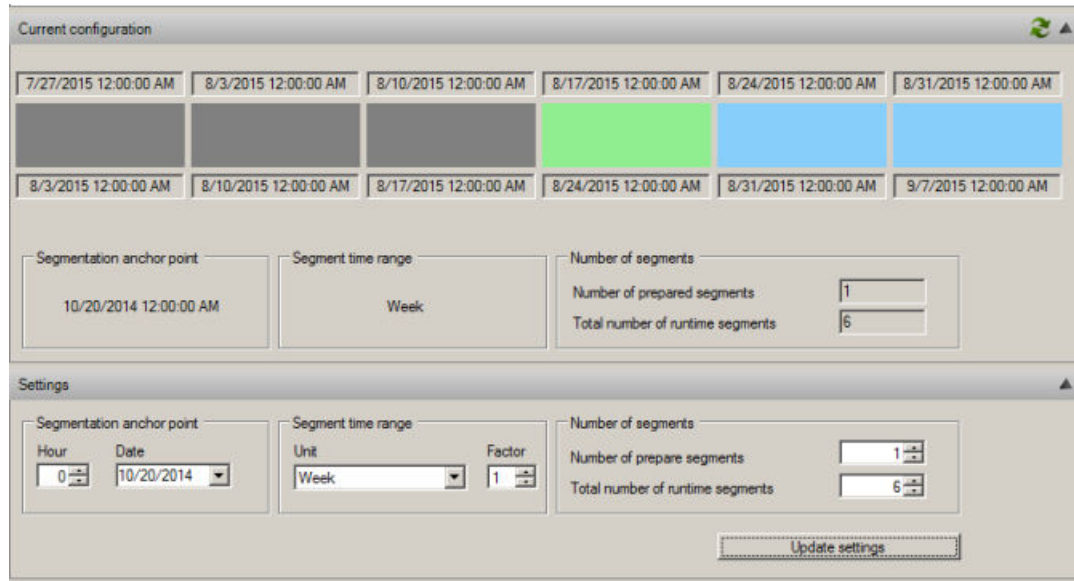 Current configuration
7/27/2015 12:00:00 AM 8/3/2015 12:00:00 AM 8/10/2015 12:00:00 AM 8/17/2015 12:00:00 AM 8/24/2015 12:00:00 AM 8/31/2015 12:00:00 AM
8/3/2015 12:00:00 AM 8/10/2015 12:00:00 AM 8/17/2015 12:00:00 AM 8/24/2015 12:00:00 AM 8/31/2015 12:00:00 AM 9/7/2015 12:00:00 AM
Segmentation anchor point Segment time range Number of segments
10/20/2014 12:00:00 AM Week
Number of prepared segments 1
Total number of runtime segments 6
Settings
Segmentation anchor point Segment time range Number of segments
Hour Date Unit Factor
0 10/20/2014 Week 1
Number of prepare segments 1
Total number of runtime segments 6
Update settings